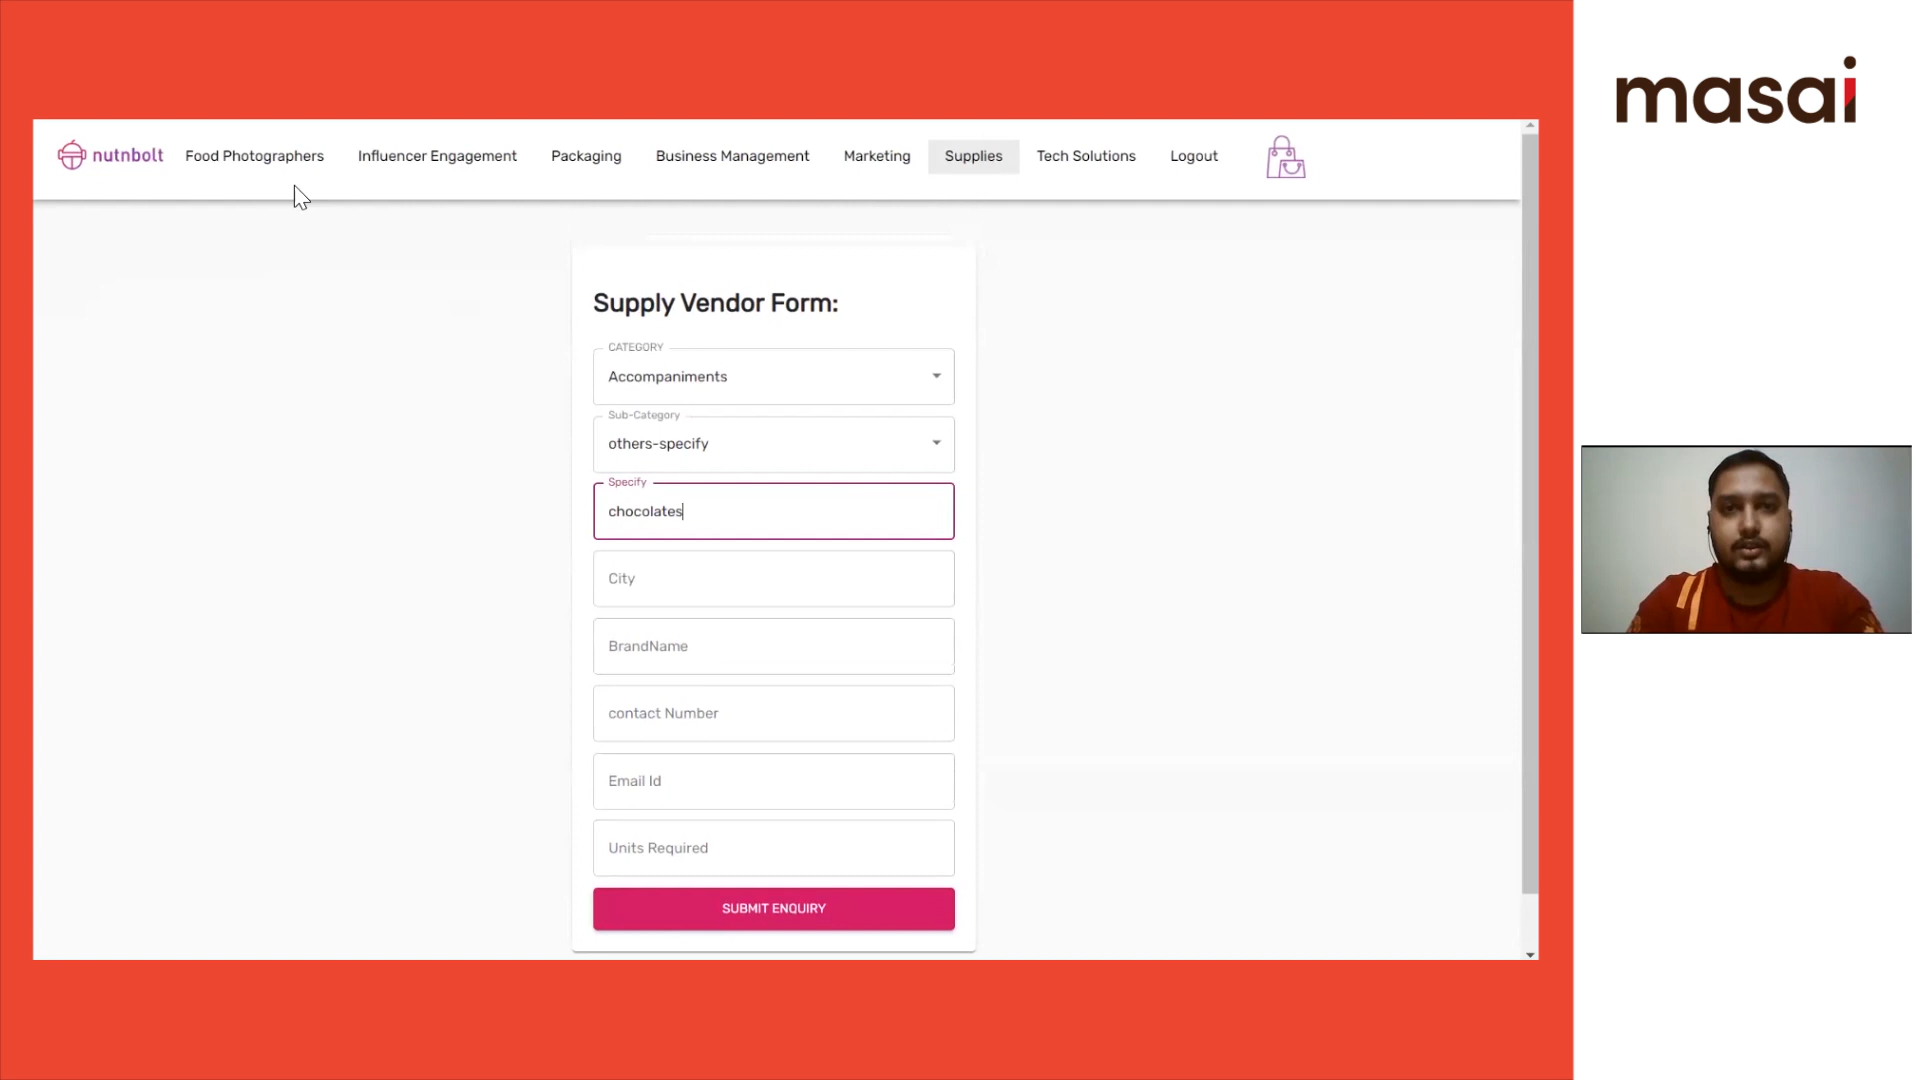 masai
nutnbolt Food Photographers Influencer Engagement Packaging Business Management Marketing Supplies Tech Solutions Logout
Supply Vendor Form:
CATEGORY
Accompaniments
Sub-Category
others-specify
Specify
chocolates
City
BrandName
contact Number
Email Id
Units Required
SUBMIT ENQUIRY